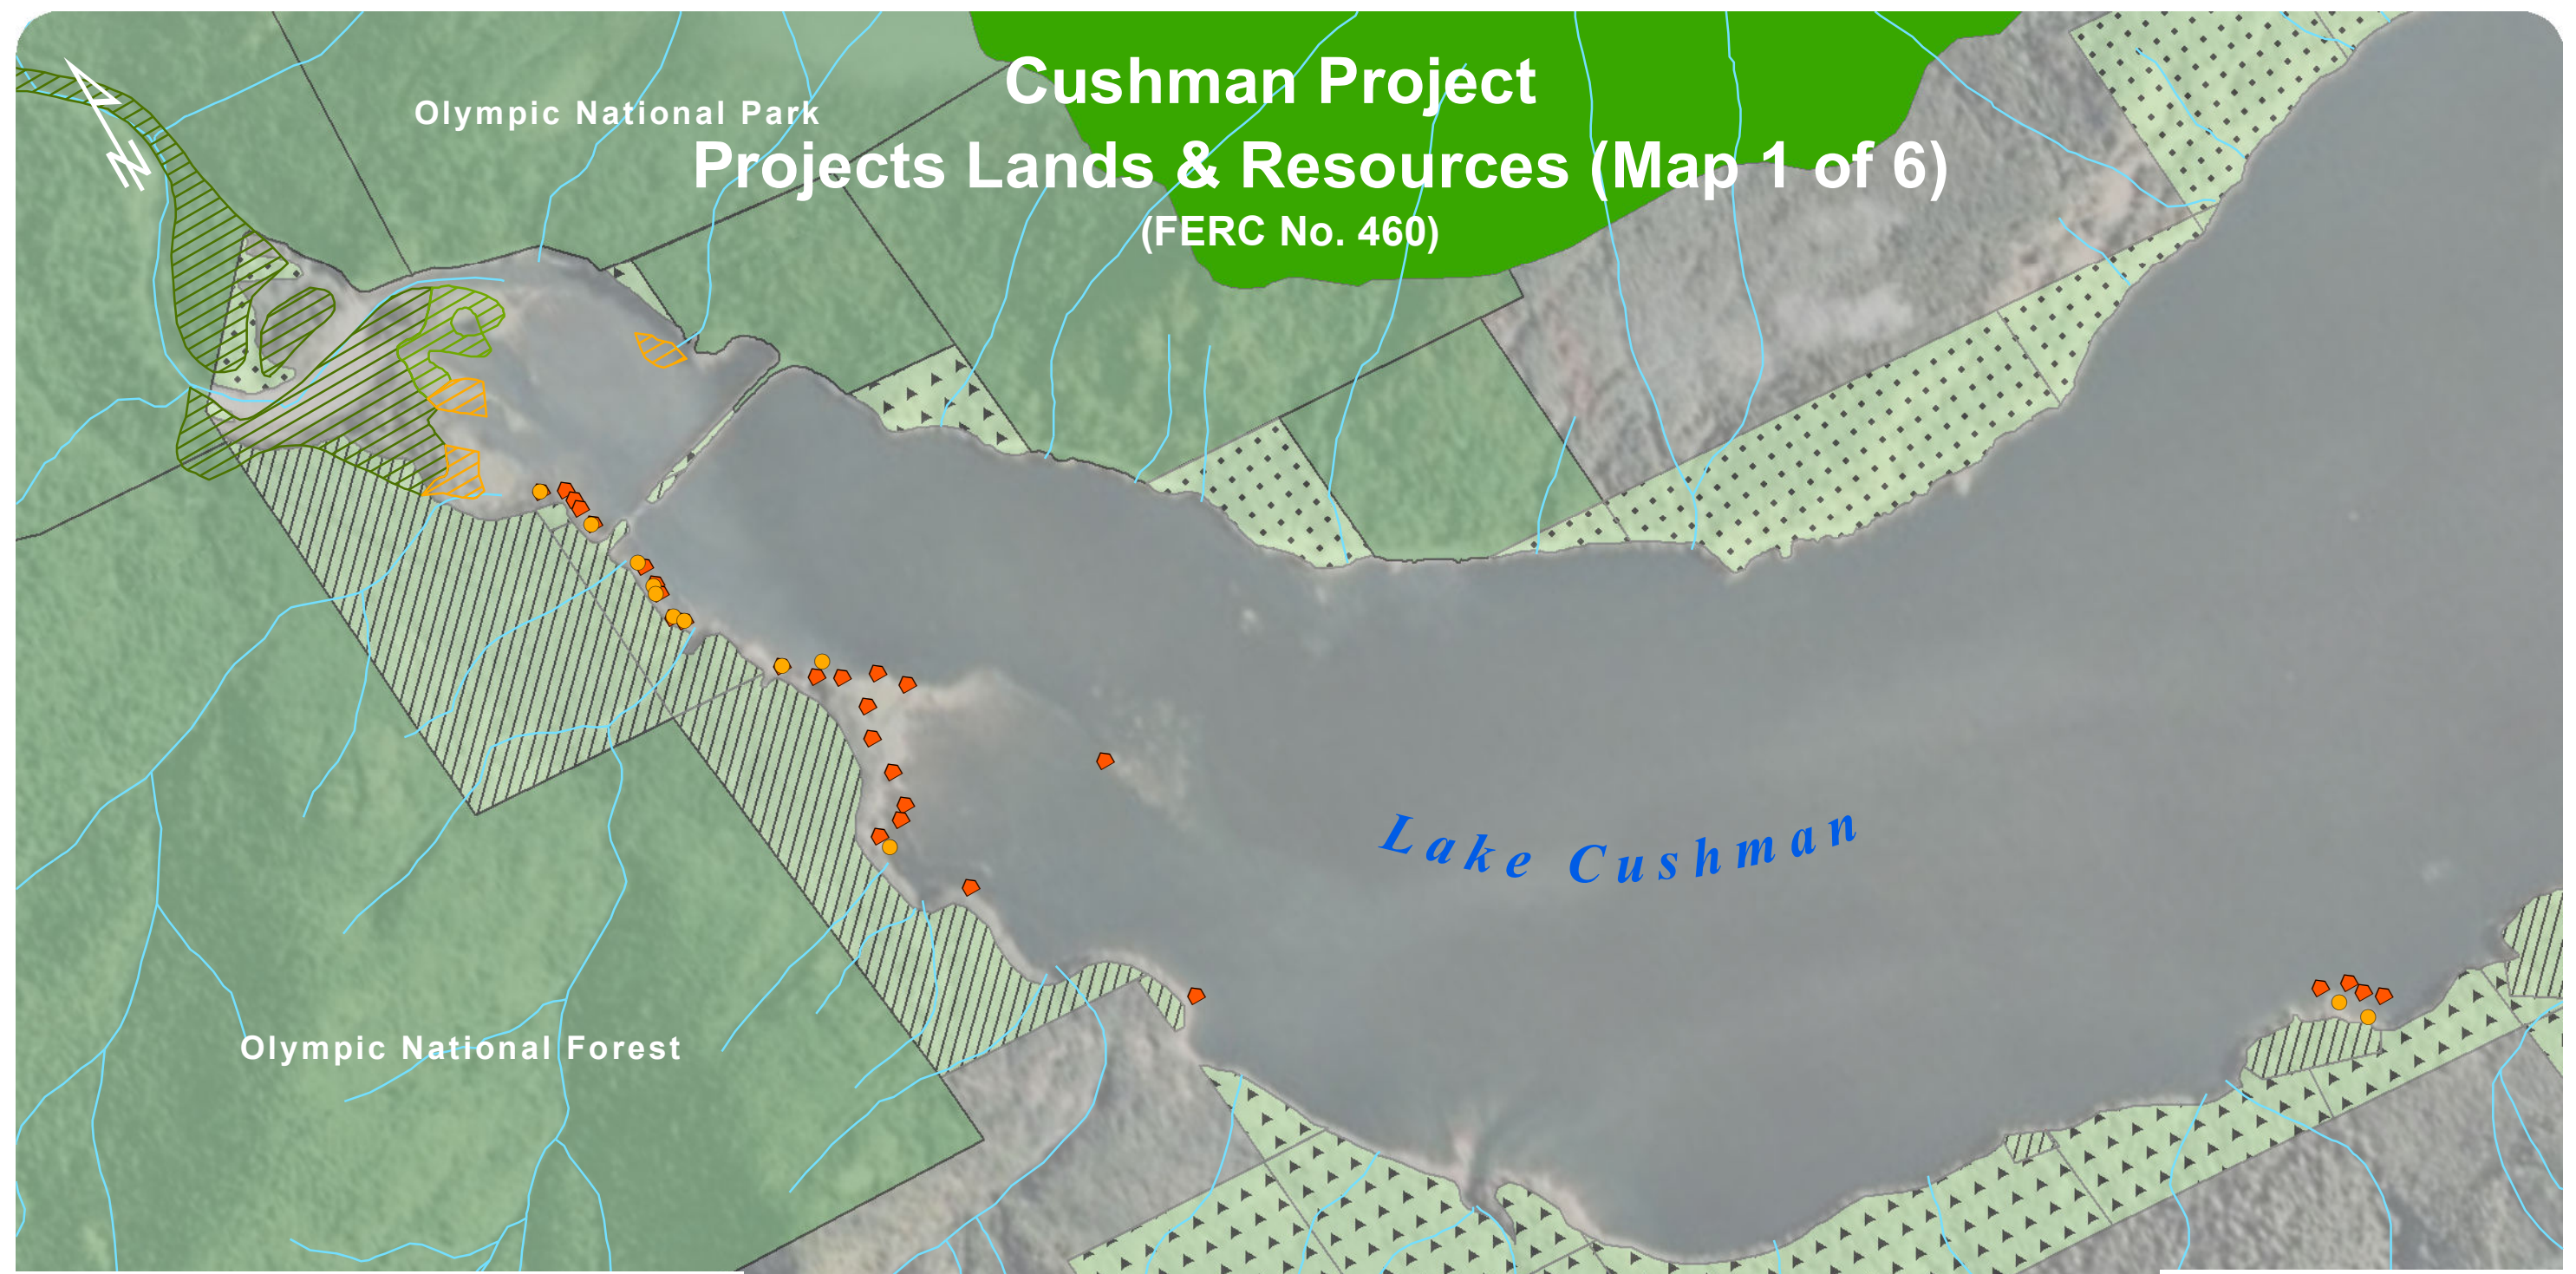 Cushman Project
Olympic National Park
Projects Lands & Resources (Map 1 of 6)
(FERC No. 460)
N
Lake Cushman
Olympic National Forest